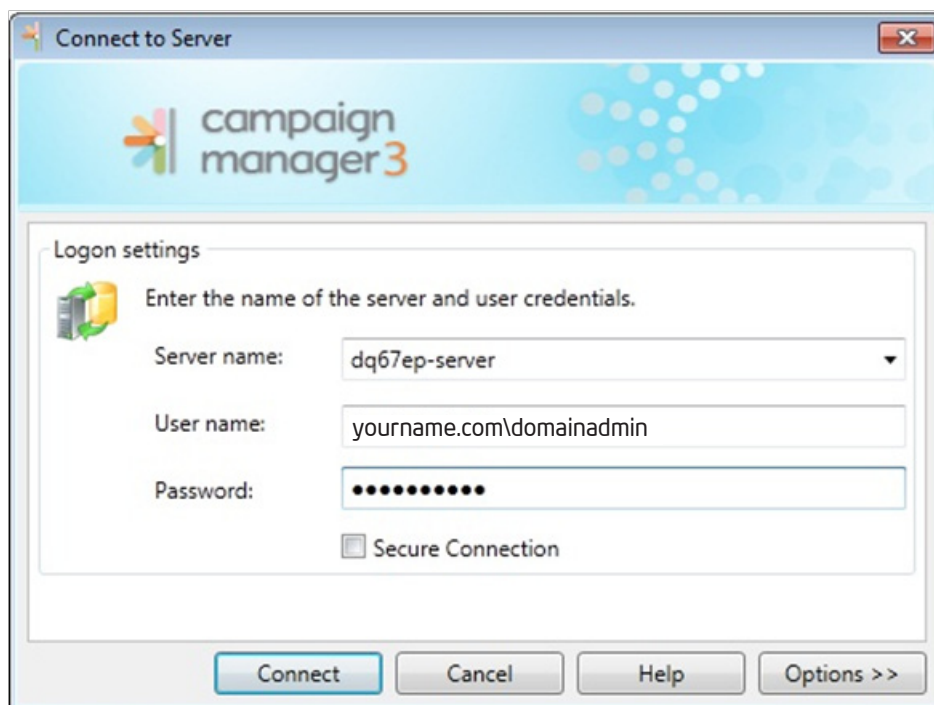 Connect to Server
campaign
manager3
Logon settings
Enter the name of the server and user credentials.
Server name: dq67ep-server
User name: yourname.com\domainadmin
Password: ••••••••••
Secure Connection
Connect Cancel Help Options >>